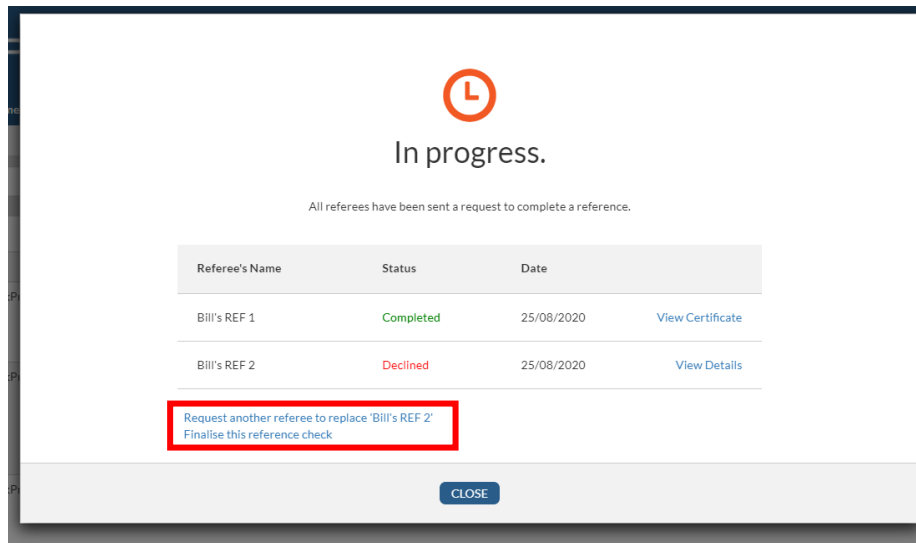 In progress.
All referees have been sent a request to complete a reference.
Referee's Name Status Date
Bill's REF 1 Completed 25/08/2020 View Certificate
Bill's REF 2 Declined 25/08/2020 View Details
Request another referee to replace 'Bill's REF 2'
Finalise this reference check
CLOSE